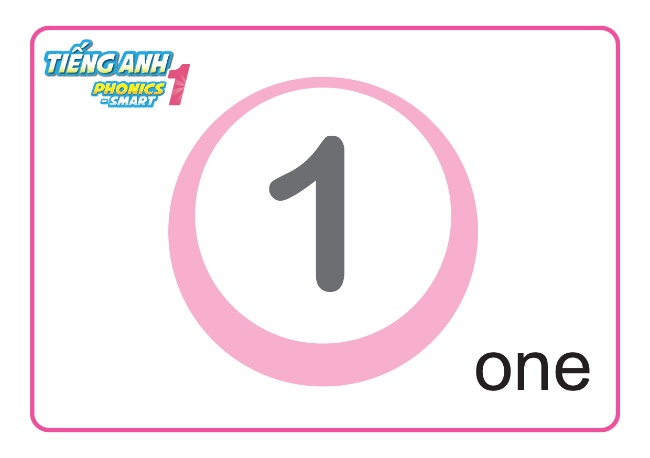 TIẾNG ANH 1
PHONICS
-SMART
1
one